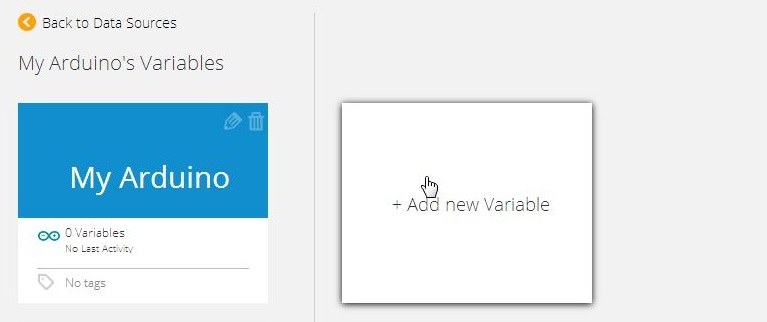 Back to Data Sources
My Arduino's Variables
My Arduino
0 Variables
No Last Activity
No tags
+ Add new Variable